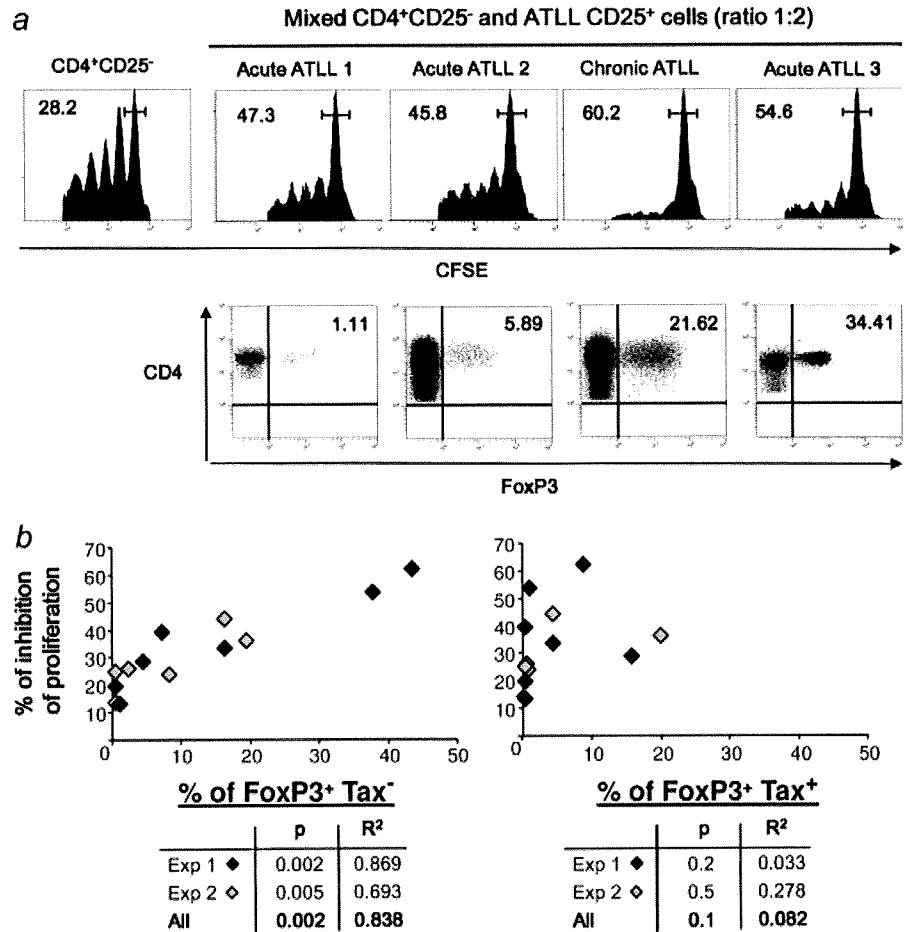 a
Mixed CD4⁺CD25⁻ and ATLL CD25⁺ cells (ratio 1:2)
CD4⁺CD25⁻
Acute ATLL 1
Acute ATLL 2
Chronic ATLL
Acute ATLL 3
28.2
47.3
45.8
60.2
54.6
CFSE
1.11
5.89
21.62
34.41
CD4
FoxP3
b
% of inhibition
of proliferation
70
60
50
40
30
20
10
0 10 20 30 40 50
% of FoxP3⁺ Tax⁻
p R²
Exp 1 0.002 0.869
Exp 2 0.005 0.693
All 0.002 0.838
70
60
50
40
30
20
10
0 10 20 30 40 50
% of FoxP3⁺ Tax⁺
p R²
Exp 1 0.2 0.033
Exp 2 0.5 0.278
All 0.1 0.082